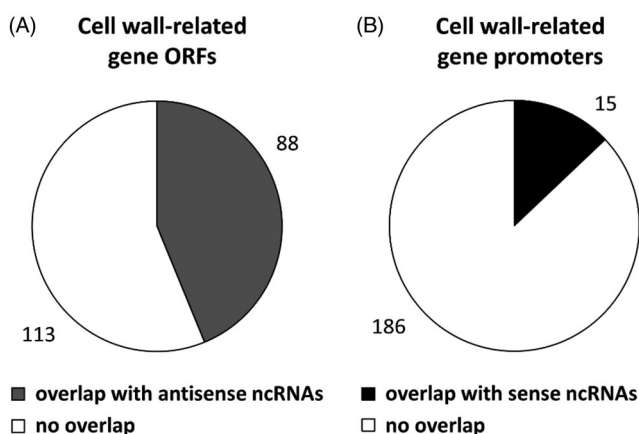 (A)
Cell wall-related
gene ORFs
88
113
overlap with antisense ncRNAs
no overlap
(B)
Cell wall-related
gene promoters
15
186
overlap with sense ncRNAs
no overlap